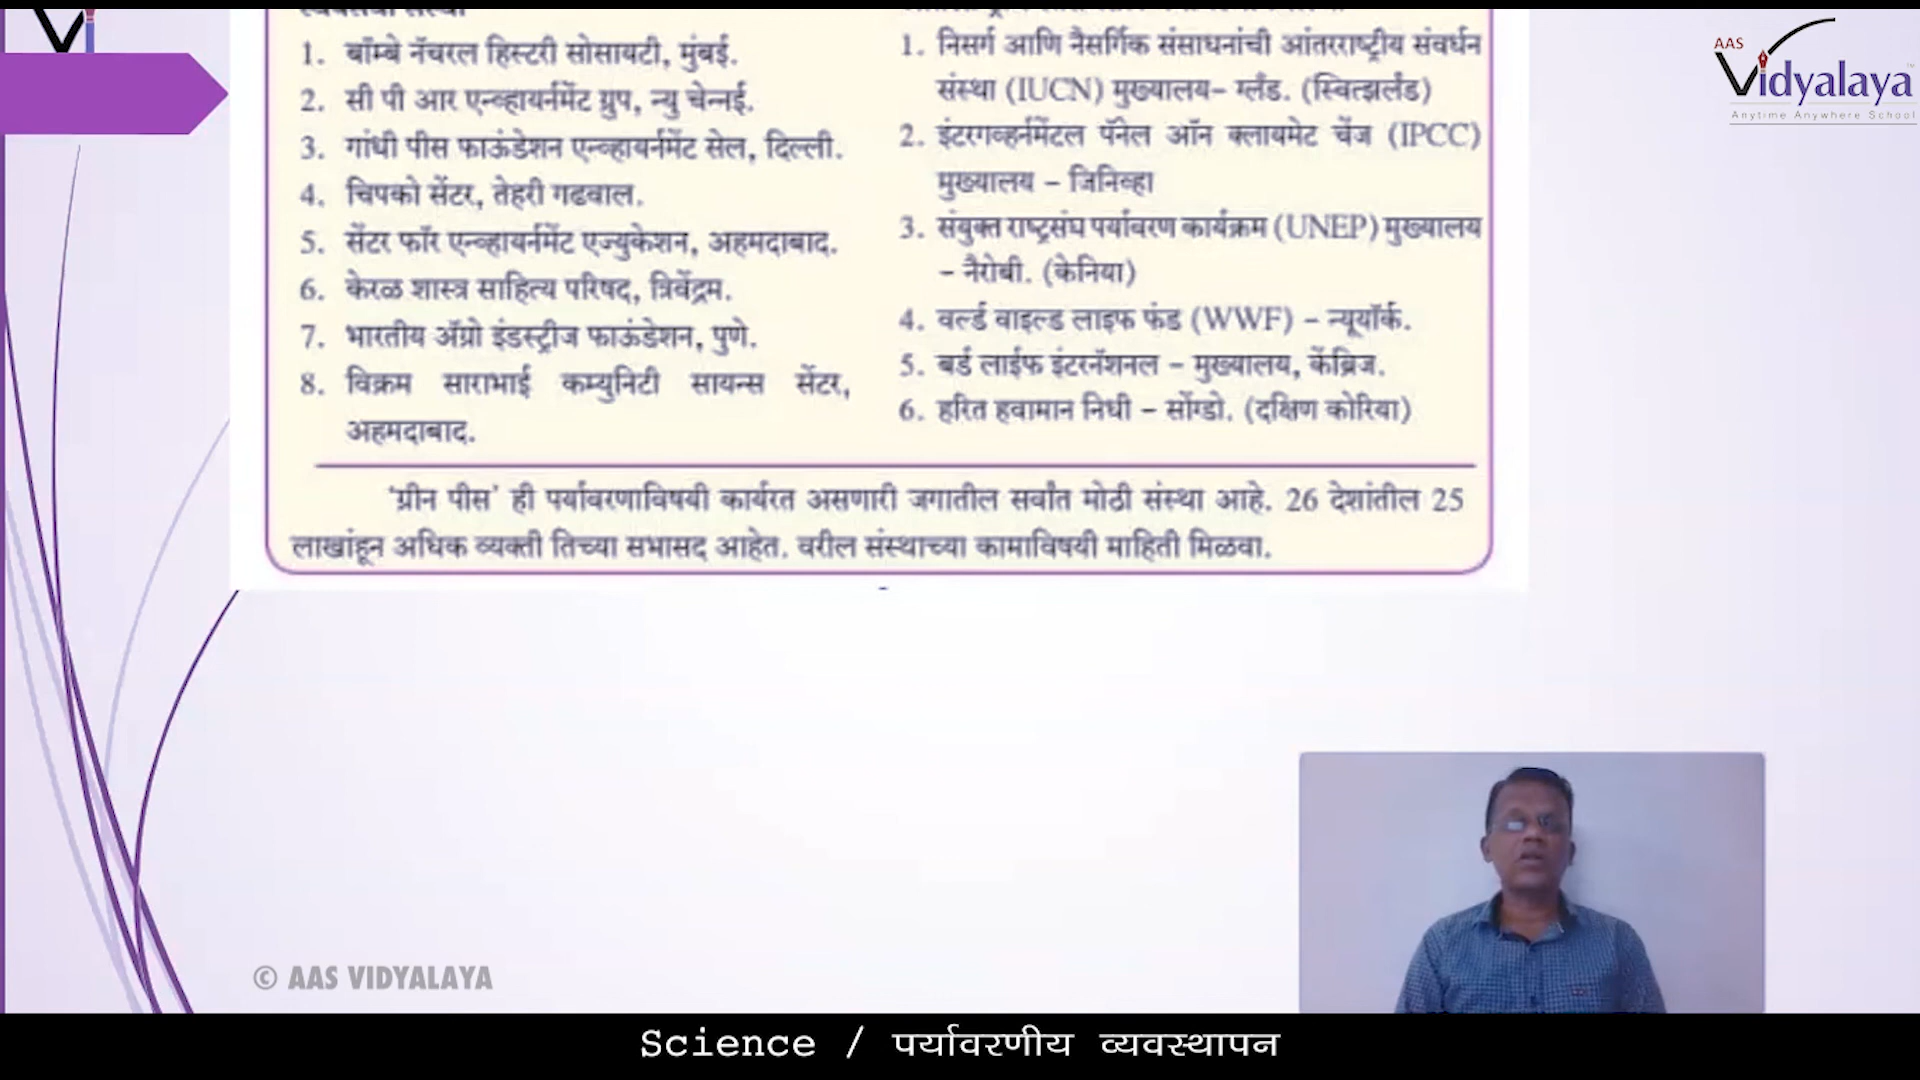 1. बॉम्बे नॅचरल हिस्टरी सोसायटी, मुंबई.
2. सी पी आर एन्व्हायर्नमेंट ग्रुप, न्यु चेन्नई.
3. गांधी पीस फाऊंडेशन एन्व्हायर्नमेंट सेल, दिल्ली.
4. चिपको सेंटर, तेहरी गढवाल.
5. सेंटर फॉर एन्व्हायर्नमेंट एज्युकेशन, अहमदाबाद.
6. केरळ शास्त्र साहित्य परिषद, त्रिवेंद्रम.
7. भारतीय ॲग्रो इंडस्ट्रीज फाऊंडेशन, पुणे.
8. विक्रम साराभाई कम्युनिटी सायन्स सेंटर,
अहमदाबाद.
1. निसर्ग आणि नैसर्गिक संसाधनांची आंतरराष्ट्रीय संवर्धन
संस्था (IUCN) मुख्यालय– ग्लँड. (स्वित्झर्लंड)
2. इंटरगव्हर्नमेंटल पॅनेल ऑन क्लायमेट चेंज (IPCC)
मुख्यालय – जिनिव्हा
3. संयुक्त राष्ट्रसंघ पर्यावरण कार्यक्रम (UNEP) मुख्यालय
– नैरोबी. (केनिया)
4. वर्ल्ड वाइल्ड लाइफ फंड (WWF) – न्यूयॉर्क.
5. बर्ड लाईफ इंटरनॅशनल – मुख्यालय, केंब्रिज.
6. हरित हवामान निधी – सोंग्डो. (दक्षिण कोरिया)
'ग्रीन पीस' ही पर्यावरणाविषयी कार्यरत असणारी जगातील सर्वांत मोठी संस्था आहे. 26 देशांतील 25
लाखांहून अधिक व्यक्ती तिच्या सभासद आहेत. वरील संस्थाच्या कामाविषयी माहिती मिळवा.
AAS
Vidyalaya
Anytime Anywhere School
© AAS VIDYALAYA
Science / पर्यावरणीय व्यवस्थापन